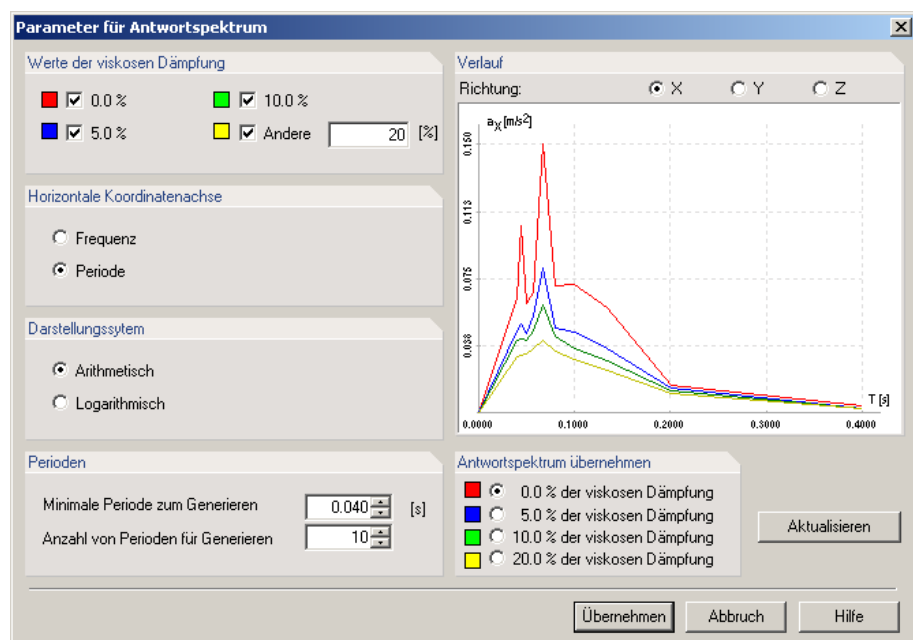 Parameter für Antwortspektrum
Werte der viskosen Dämpfung
0.0 %
10.0 %
5.0 %
Andere 20 [%]
Horizontale Koordinatenachse
Frequenz
Periode
Darstellungssytem
Arithmetisch
Logarithmisch
Perioden
Minimale Periode zum Generieren 0.040 [s]
Anzahl von Perioden für Generieren 10
Verlauf
Richtung: X Y Z
aX[m/s2]
0.150
0.113
0.075
0.038
T [s]
0.0000 0.1000 0.2000 0.3000 0.4000
Antwortspektrum übernehmen
0.0 % der viskosen Dämpfung
5.0 % der viskosen Dämpfung
10.0 % der viskosen Dämpfung
20.0 % der viskosen Dämpfung
Aktualisieren
Übernehmen Abbruch Hilfe